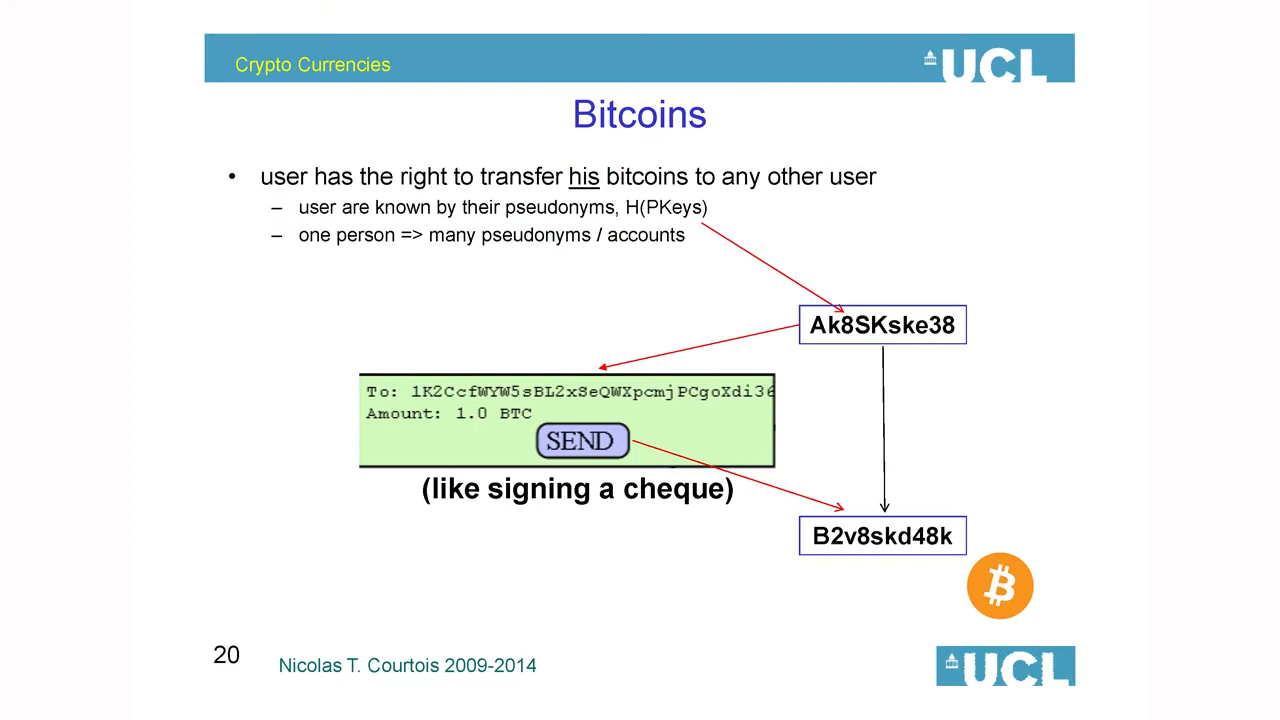 Crypto Currencies
UCL
Bitcoins
• user has the right to transfer his bitcoins to any other user
– user are known by their pseudonyms, H(PKeys)
– one person => many pseudonyms / accounts
Ak8SKske38
To: 1K2CcfWYW5sBL2xSeQWXpcmjPCgoXdi36
Amount: 1.0 BTC
SEND
(like signing a cheque)
B2v8skd48k
20
Nicolas T. Courtois 2009-2014
UCL